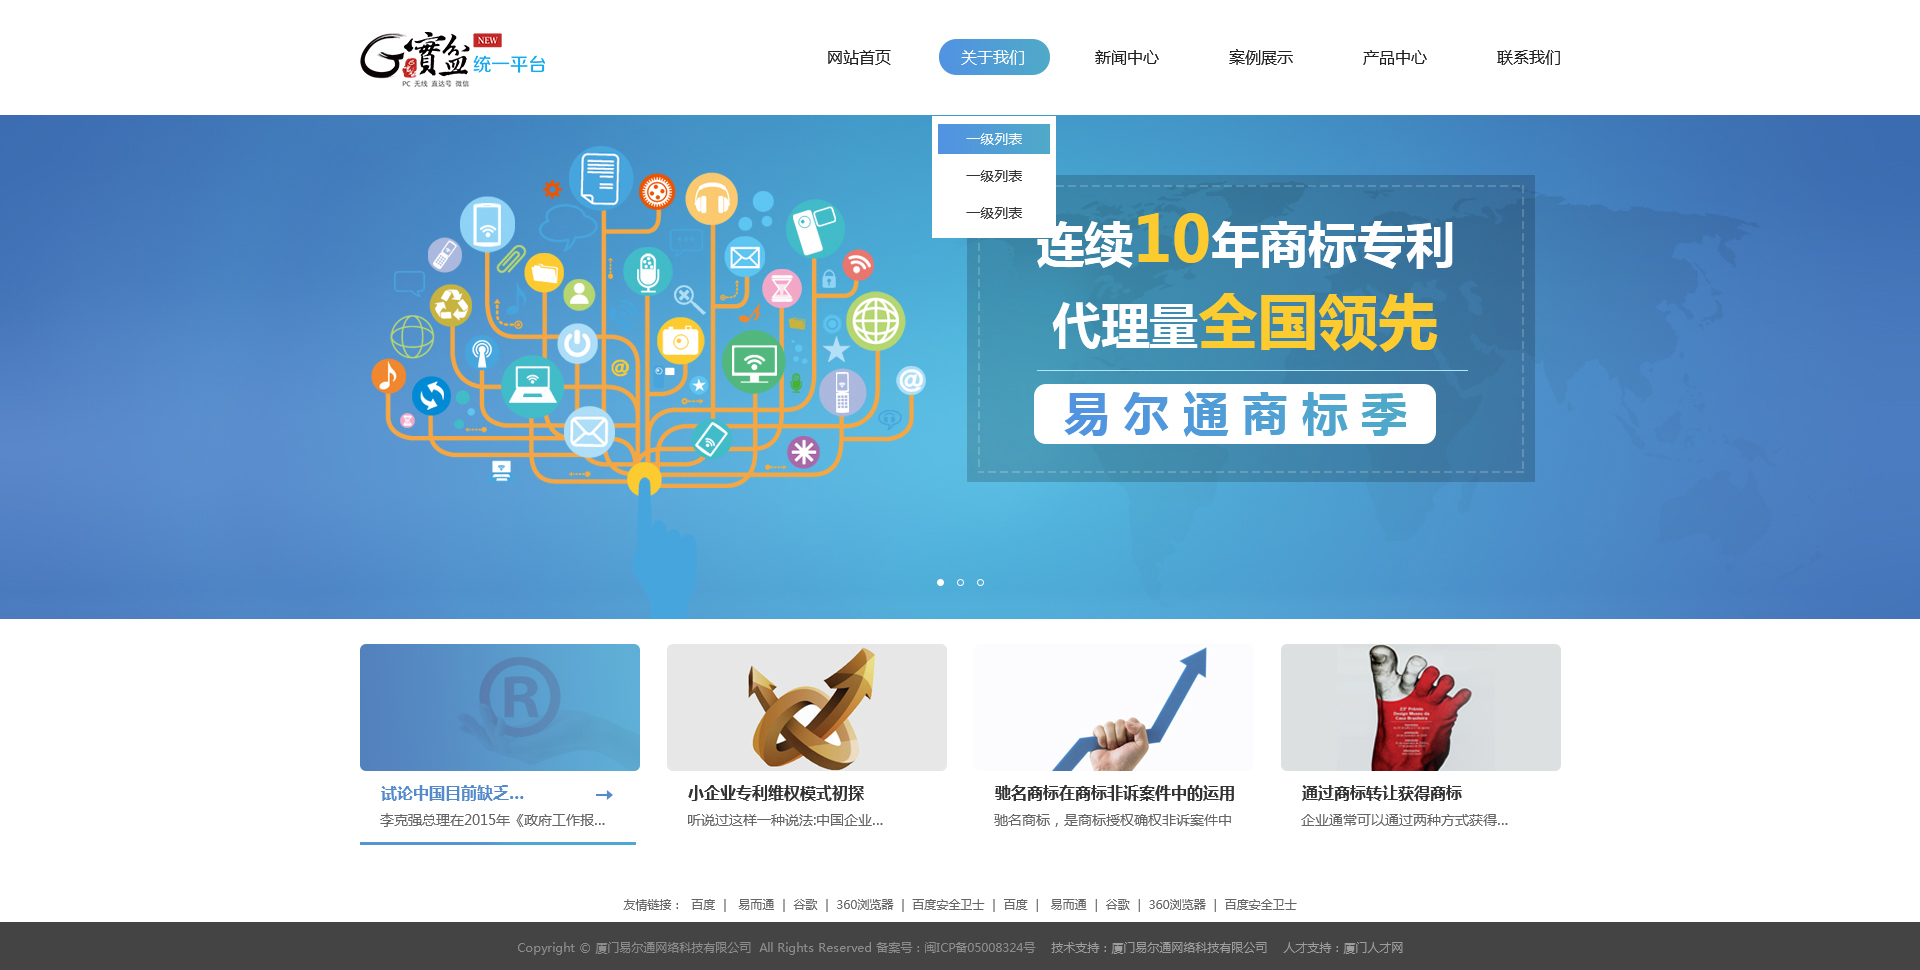 實盆
NEW
统一平台
PC 无线 直达号 微信
网站首页
关于我们
新闻中心
案例展示
产品中心
联系我们
一级列表
一级列表
一级列表
连续10年商标专利
代理量全国领先
易尔通商标季
R
试论中国目前缺乏...
李克强总理在2015年《政府工作报...
小企业专利维权模式初探
听说过这样一种说法:中国企业...
驰名商标在商标非诉案件中的运用
驰名商标，是商标授权确权非诉案件中
23º Prêmio
Design Museu da
Casa Brasileira
通过商标转让获得商标
企业通常可以通过两种方式获得...
友情链接： 百度 | 易而通 | 谷歌 | 360浏览器 | 百度安全卫士 | 百度 | 易而通 | 谷歌 | 360浏览器 | 百度安全卫士
Copyright © 厦门易尔通网络科技有限公司 All Rights Reserved 备案号：闽ICP备05008324号 技术支持：厦门易尔通网络科技有限公司 人才支持：厦门人才网